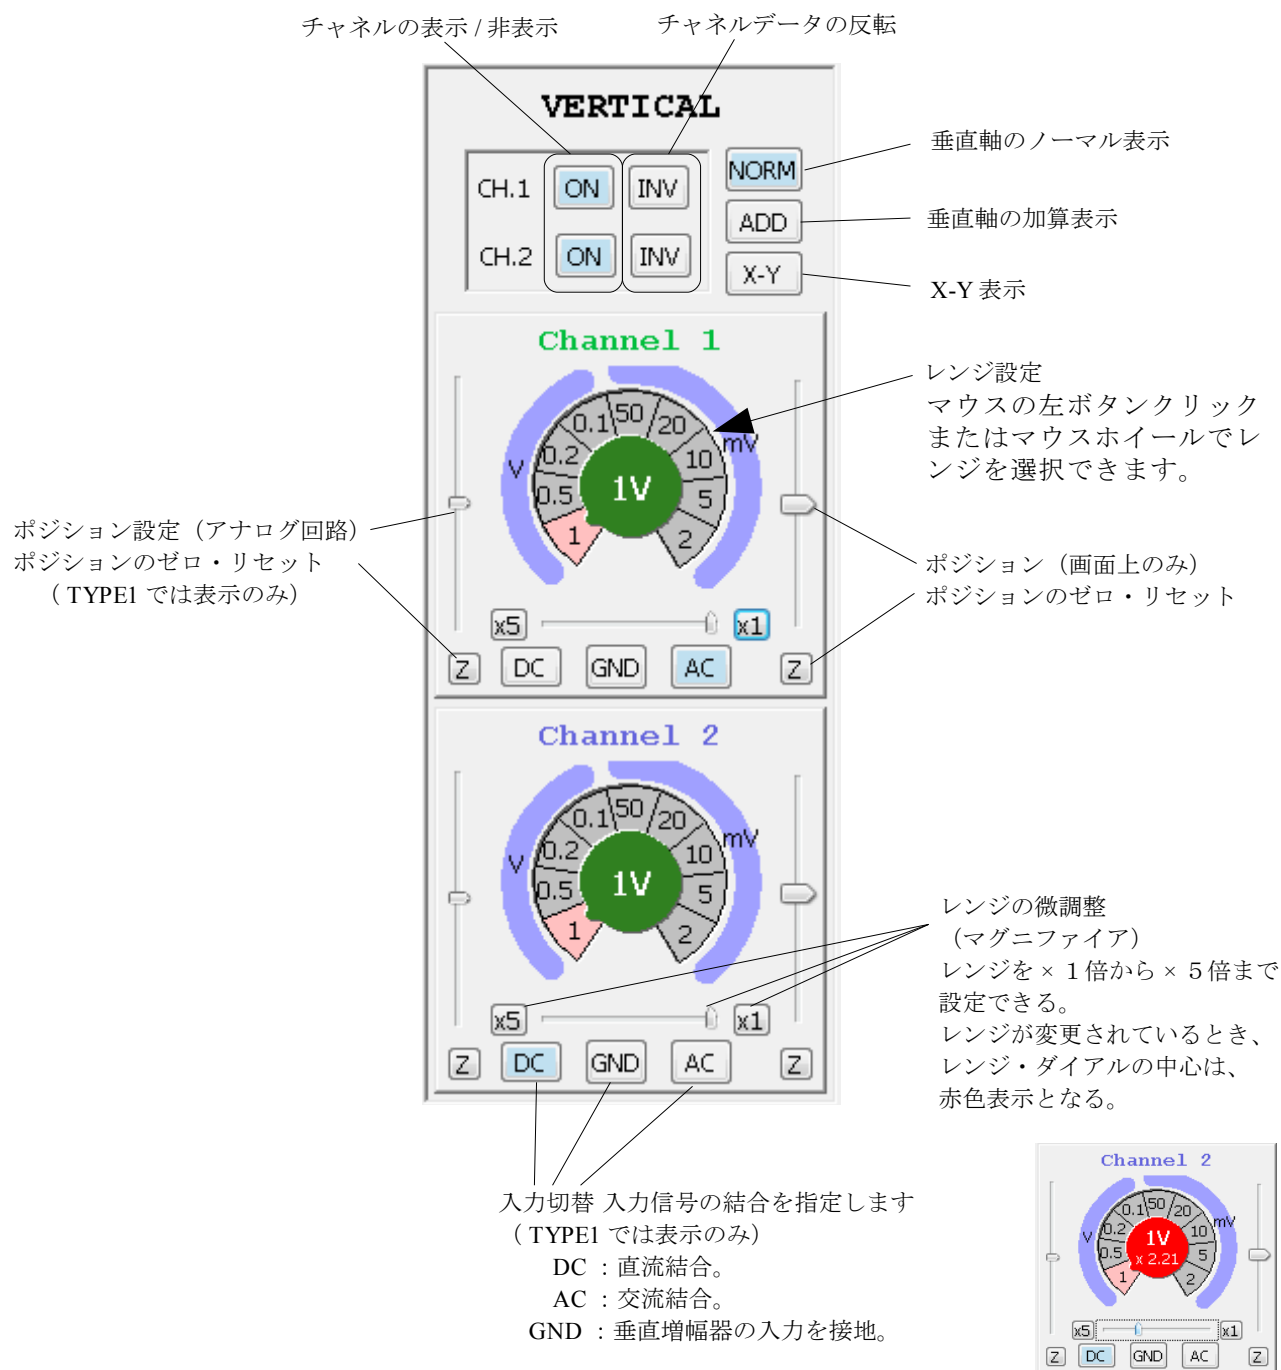 チャネルの表示 / 非表示
チャネルデータの反転
VERTICAL
CH.1 ON INV
CH.2 ON INV
NORM
ADD
X-Y
垂直軸のノーマル表示
垂直軸の加算表示
X-Y 表示
Channel 1
V
mV
1
0.5
0.2
0.1
50
20
10
5
2
1V
x5
x1
Z DC GND AC Z
レンジ設定
マウスの左ボタンクリック
またはマウスホイールでレ
ンジを選択できます。
ポジション設定（アナログ回路）
ポジションのゼロ・リセット
（ TYPE1 では表示のみ）
ポジション（画面上のみ）
ポジションのゼロ・リセット
Channel 2
V
mV
1
0.5
0.2
0.1
50
20
10
5
2
1V
x5
x1
Z DC GND AC Z
レンジの微調整
（マグニファイア）
レンジを × 1 倍から × 5 倍まで
設定できる。
レンジが変更されているとき、
レンジ・ダイアルの中心は、
赤色表示となる。
入力切替 入力信号の結合を指定します
（ TYPE1 では表示のみ）
DC ：直流結合。
AC ：交流結合。
GND ：垂直増幅器の入力を接地。
Channel 2
V
mV
1
0.5
0.2
0.1
50
20
10
5
2
1V
x 2.21
x5
x1
Z DC GND AC Z